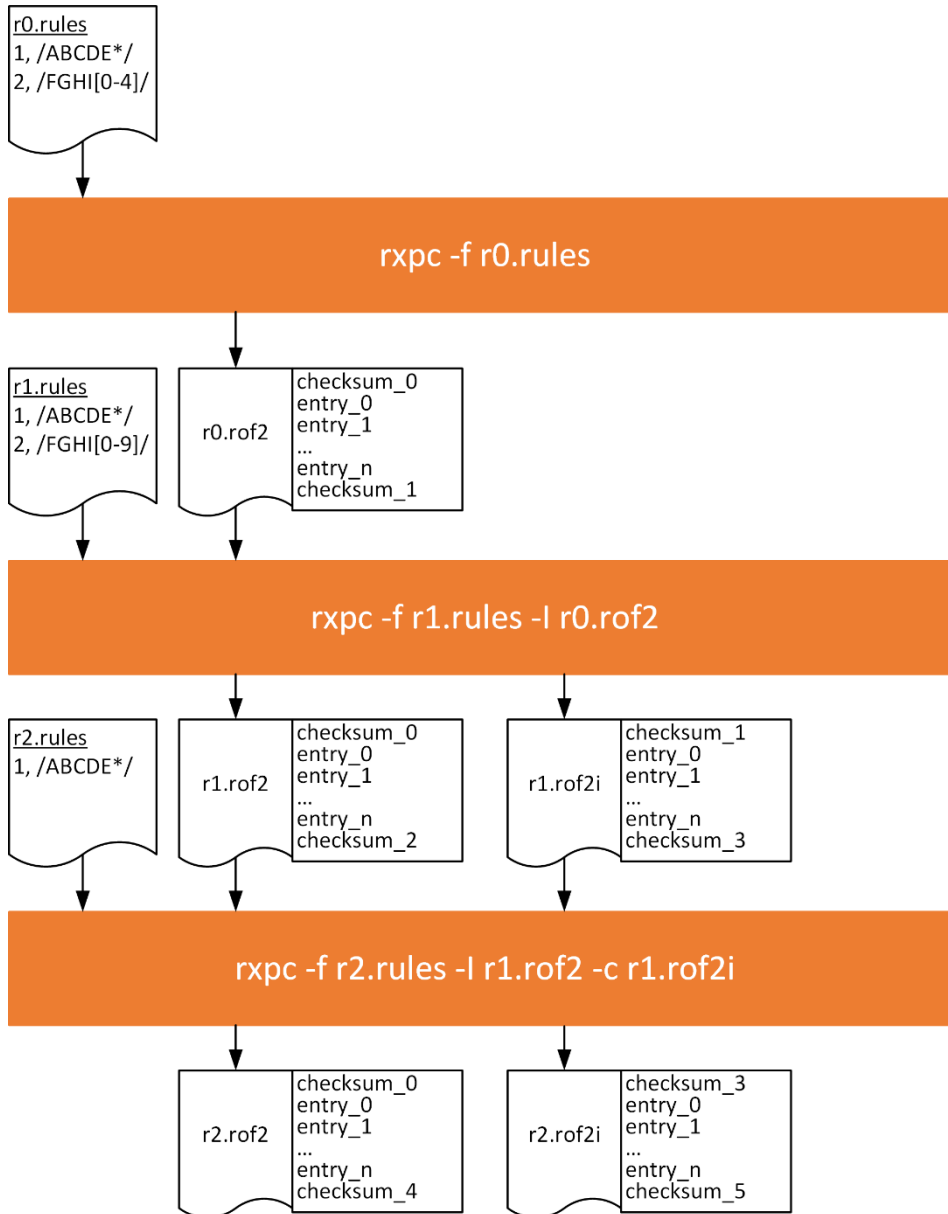 r0.rules
1, /ABCDE*/
2, /FGHI[0-4]/
rxpc -f r0.rules
r1.rules
1, /ABCDE*/
2, /FGHI[0-9]/
r0.rof2
checksum_0
entry_0
entry_1
...
entry_n
checksum_1
rxpc -f r1.rules -I r0.rof2
r2.rules
1, /ABCDE*/
r1.rof2
checksum_0
entry_0
entry_1
...
entry_n
checksum_2
r1.rof2i
checksum_1
entry_0
entry_1
...
entry_n
checksum_3
rxpc -f r2.rules -I r1.rof2 -c r1.rof2i
r2.rof2
checksum_0
entry_0
entry_1
...
entry_n
checksum_4
r2.rof2i
checksum_3
entry_0
entry_1
...
entry_n
checksum_5